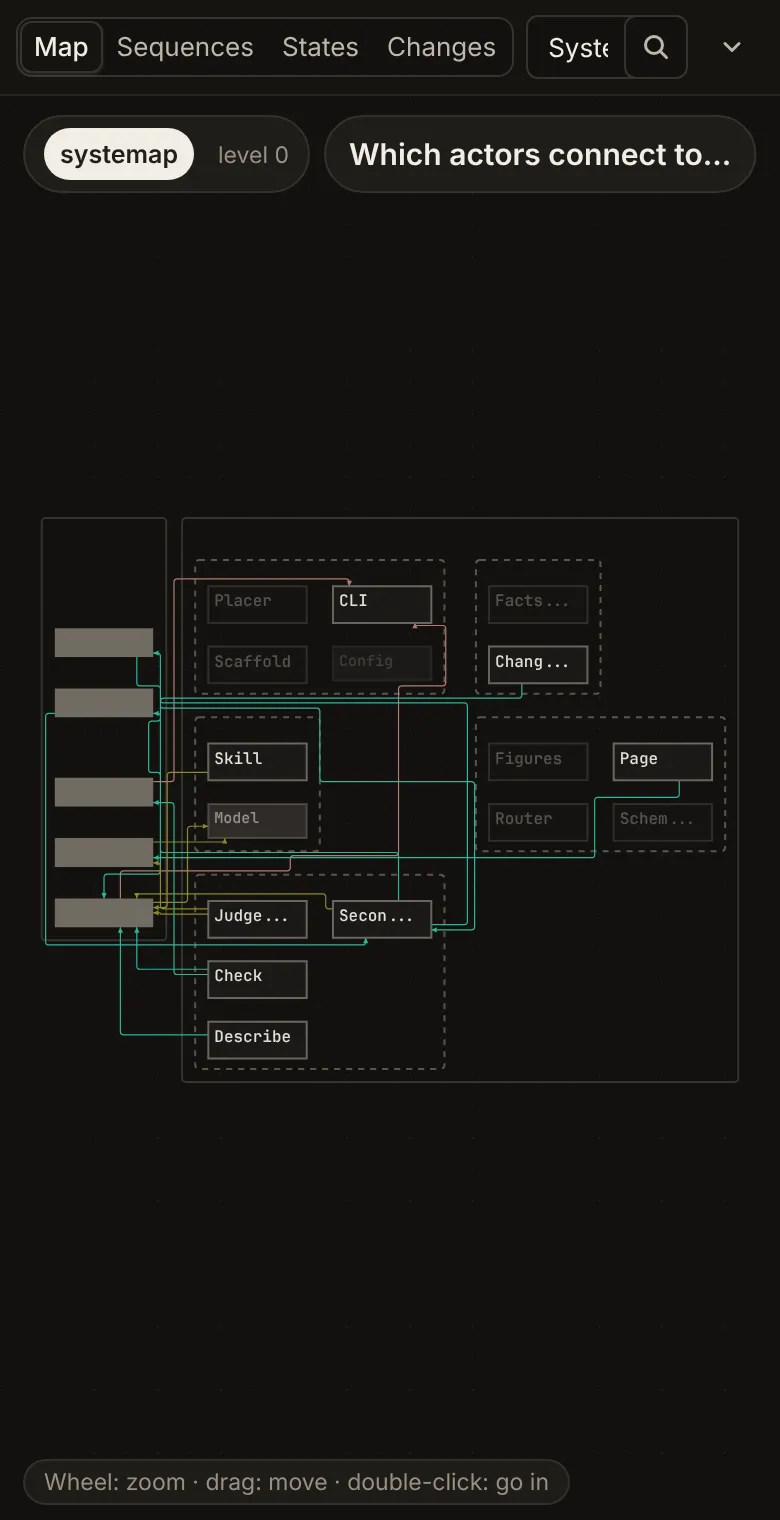 Map Sequences States Changes Syste
systemap level 0 Which actors connect to...
Placer CLI Facts...
Scaffold Config Chang...
Skill Figures Page
Model Router Schem...
Judge... Secon...
Check
Describe
Wheel: zoom · drag: move · double-click: go in